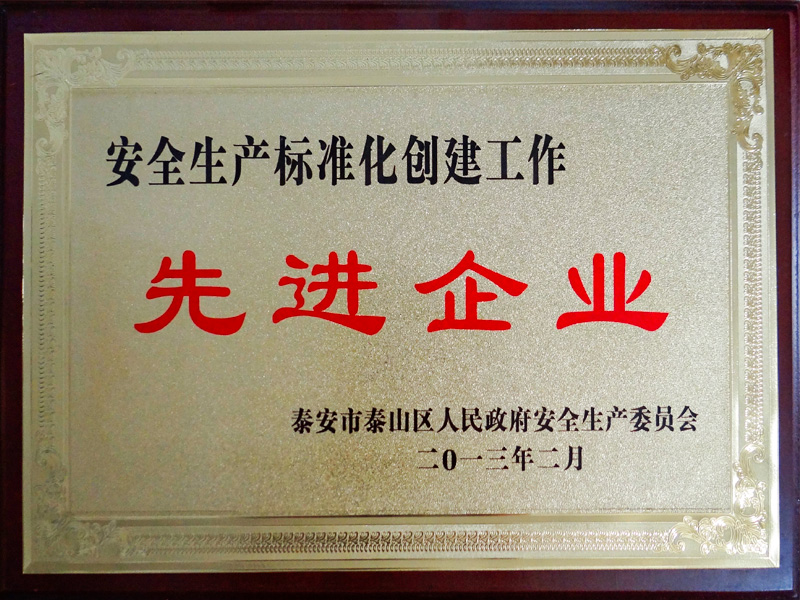 安全生产标准化创建工作
先进企业
泰安市泰山区人民政府安全生产委员会
二0一三年二月